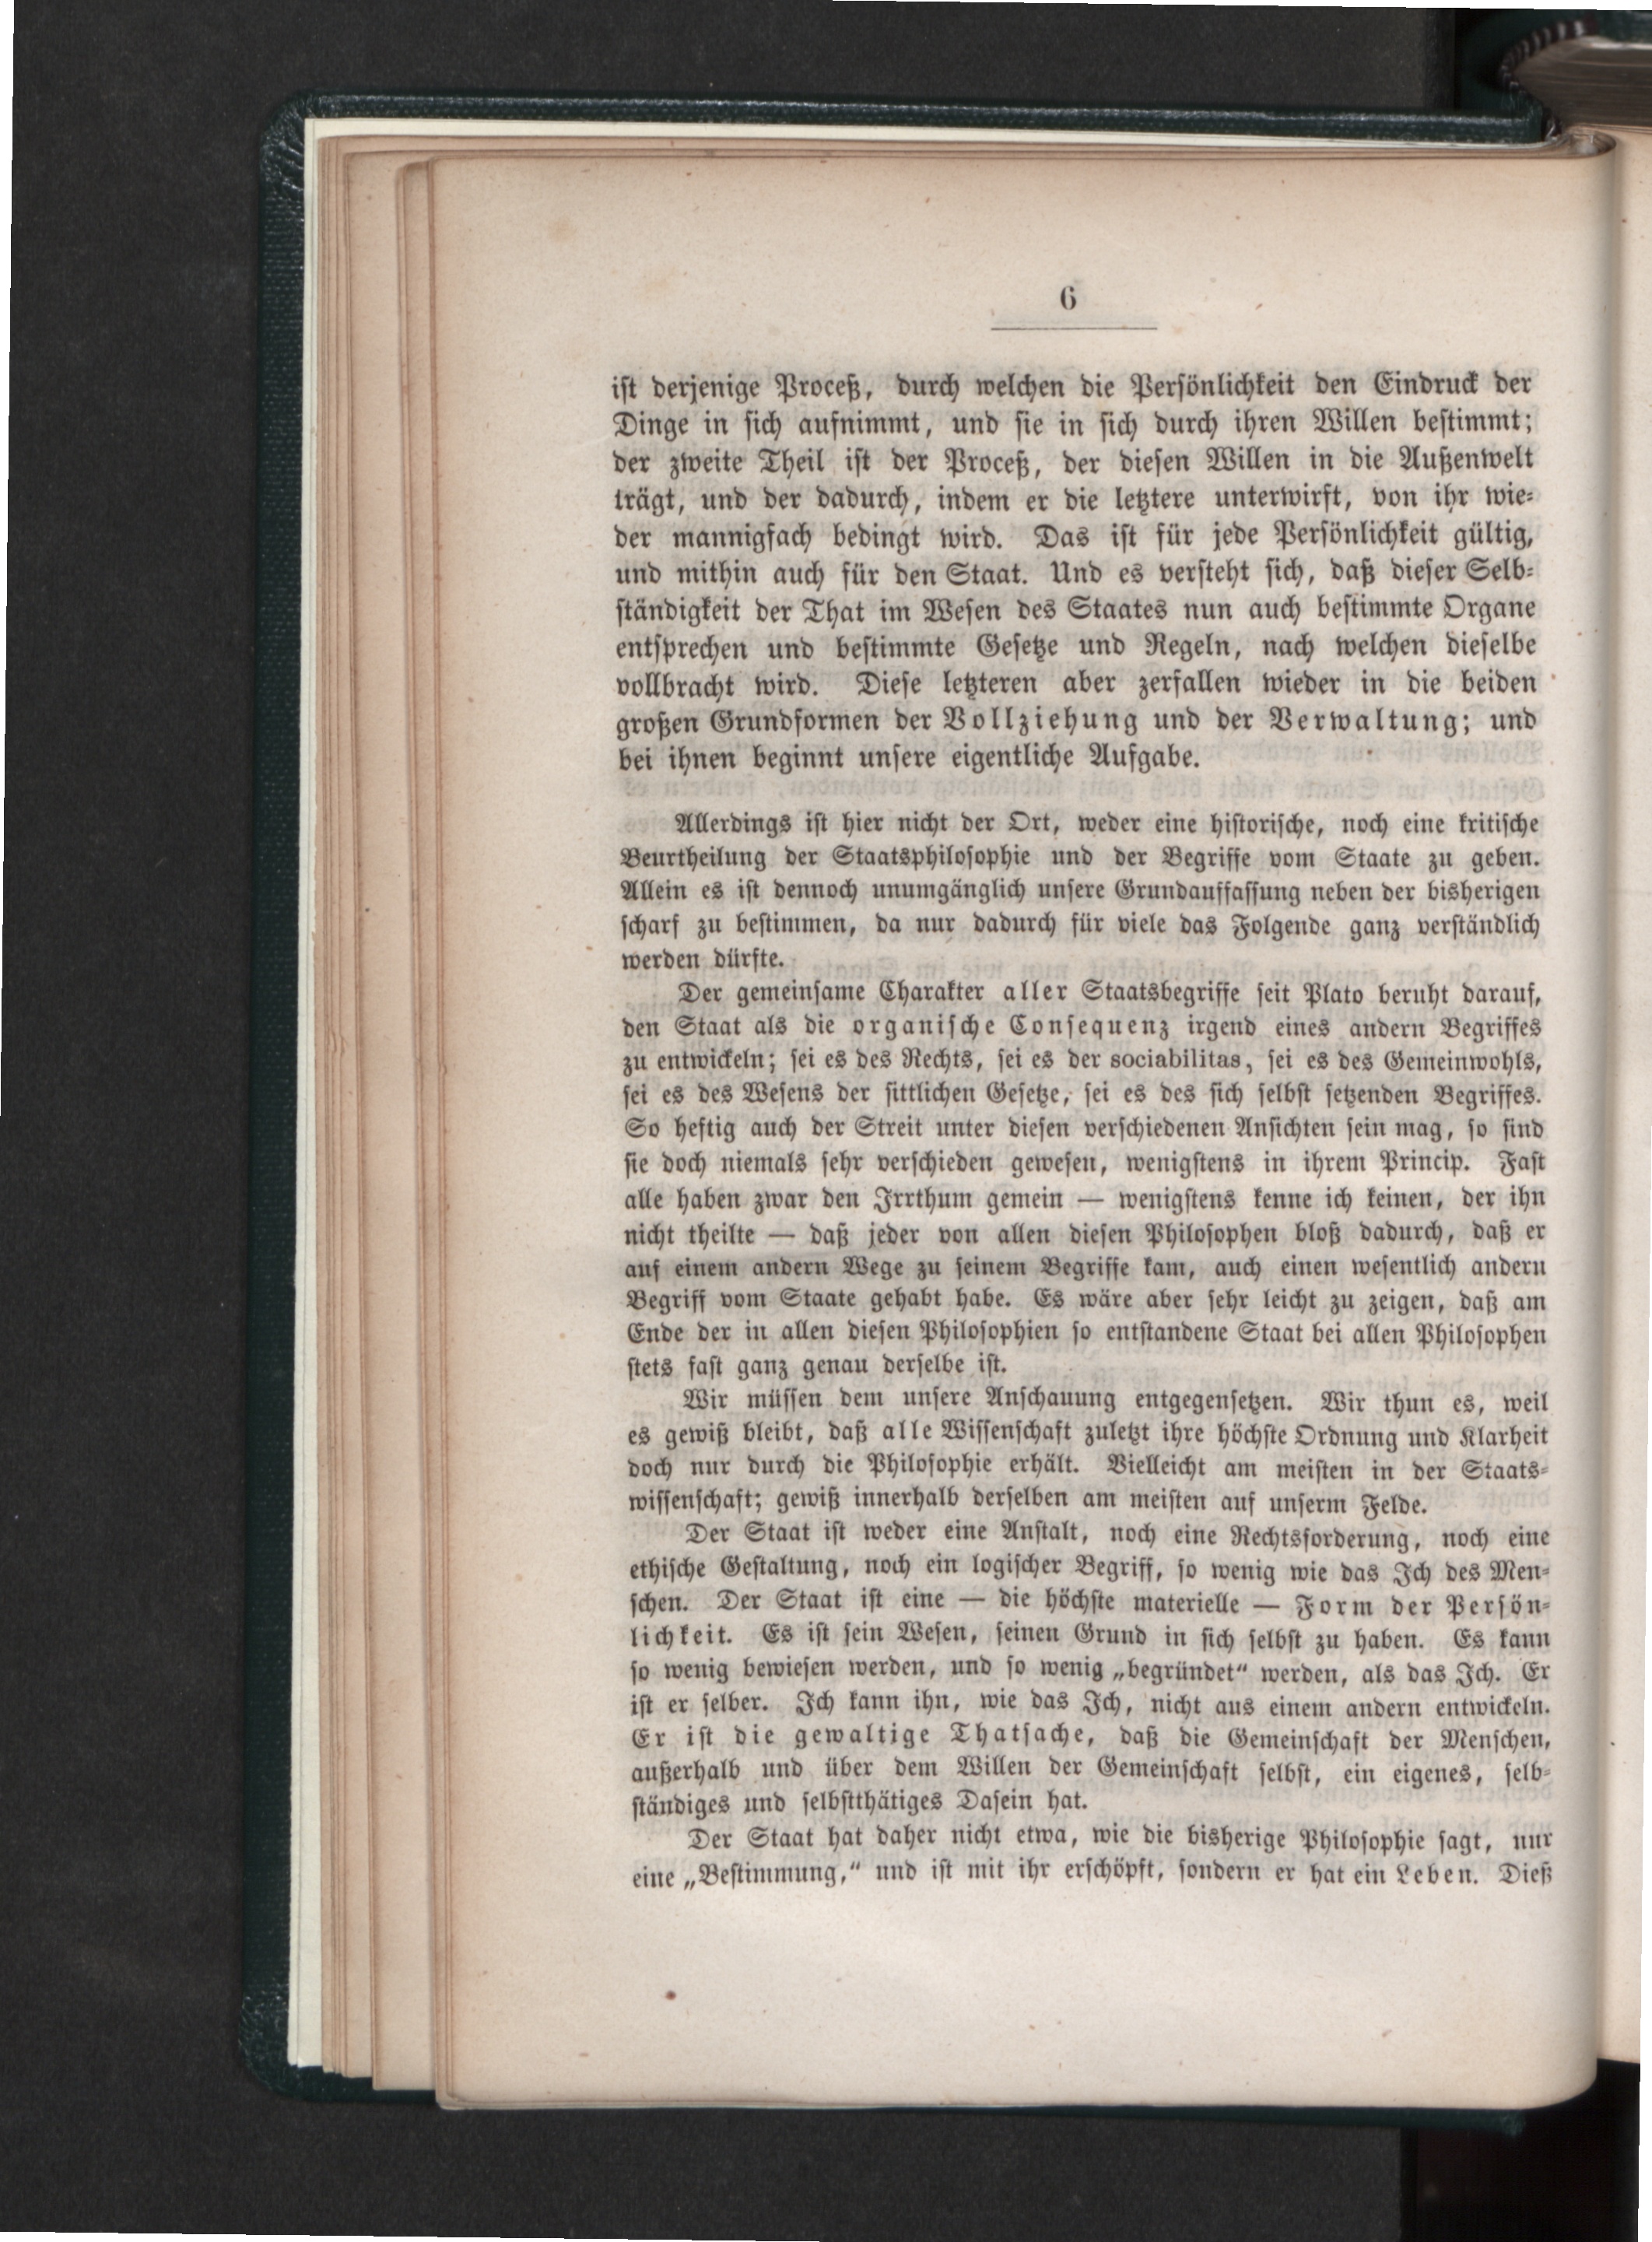 6
ist derjenige Proceß, durch welchen die Persönlichkeit den Eindruck der
Dinge in sich aufnimmt, und sie in sich durch ihren Willen bestimmt;
der zweite Theil ist der Proceß, der diesen Willen in die Außenwelt
trägt, und der dadurch, indem er die letztere unterwirft, von ihr wie-
der mannigfach bedingt wird. Das ist für jede Persönlichkeit gültig,
und mithin auch für den Staat. Und es versteht sich, daß dieser Selb-
ständigkeit der That im Wesen des Staates nun auch bestimmte Organe
entsprechen und bestimmte Gesetze und Regeln, nach welchen dieselbe
vollbracht wird. Diese letzteren aber zerfallen wieder in die beiden
großen Grundformen der Vollziehung und der Verwaltung; und
bei ihnen beginnt unsere eigentliche Aufgabe.
Allerdings ist hier nicht der Ort, weder eine historische, noch eine kritische
Beurtheilung der Staatsphilosophie und der Begriffe vom Staate zu geben.
Allein es ist dennoch unumgänglich unsere Grundauffassung neben der bisherigen
scharf zu bestimmen, da nur dadurch für viele das Folgende ganz verständlich
werden dürfte.
Der gemeinsame Charakter aller Staatsbegriffe seit Plato beruht darauf,
den Staat als die organische Consequenz irgend eines andern Begriffes
zu entwickeln; sei es des Rechts, sei es der sociabilitas, sei es des Gemeinwohls,
sei es des Wesens der sittlichen Gesetze, sei es des sich selbst setzenden Begriffes.
So heftig auch der Streit unter diesen verschiedenen Ansichten sein mag, so sind
sie doch niemals sehr verschieden gewesen, wenigstens in ihrem Princip. Fast
alle haben zwar den Irrthum gemein — wenigstens kenne ich keinen, der ihn
nicht theilte — daß jeder von allen diesen Philosophen bloß dadurch, daß er
auf einem andern Wege zu seinem Begriffe kam, auch einen wesentlich andern
Begriff vom Staate gehabt habe. Es wäre aber sehr leicht zu zeigen, daß am
Ende der in allen diesen Philosophien so entstandene Staat bei allen Philosophen
stets fast ganz genau derselbe ist.
Wir müssen dem unsere Anschauung entgegensetzen. Wir thun es, weil
es gewiß bleibt, daß alle Wissenschaft zuletzt ihre höchste Ordnung und Klarheit
doch nur durch die Philosophie erhält. Vielleicht am meisten in der Staats-
wissenschaft; gewiß innerhalb derselben am meisten auf unserm Felde.
Der Staat ist weder eine Anstalt, noch eine Rechtsforderung, noch eine
ethische Gestaltung, noch ein logischer Begriff, so wenig wie das Ich des Men-
schen. Der Staat ist eine — die höchste materielle — Form der Persön-
lichkeit. Es ist sein Wesen, seinen Grund in sich selbst zu haben. Es kann
so wenig bewiesen werden, und so wenig „begründet“ werden, als das Ich. Er
ist er selber. Ich kann ihn, wie das Ich, nicht aus einem andern entwickeln.
Er ist die gewaltige Thatsache, daß die Gemeinschaft der Menschen,
außerhalb und über dem Willen der Gemeinschaft selbst, ein eigenes, selb-
ständiges und selbstthätiges Dasein hat.
Der Staat hat daher nicht etwa, wie die bisherige Philosophie sagt, nur
eine „Bestimmung,“ und ist mit ihr erschöpft, sondern er hat ein Leben. Dieß